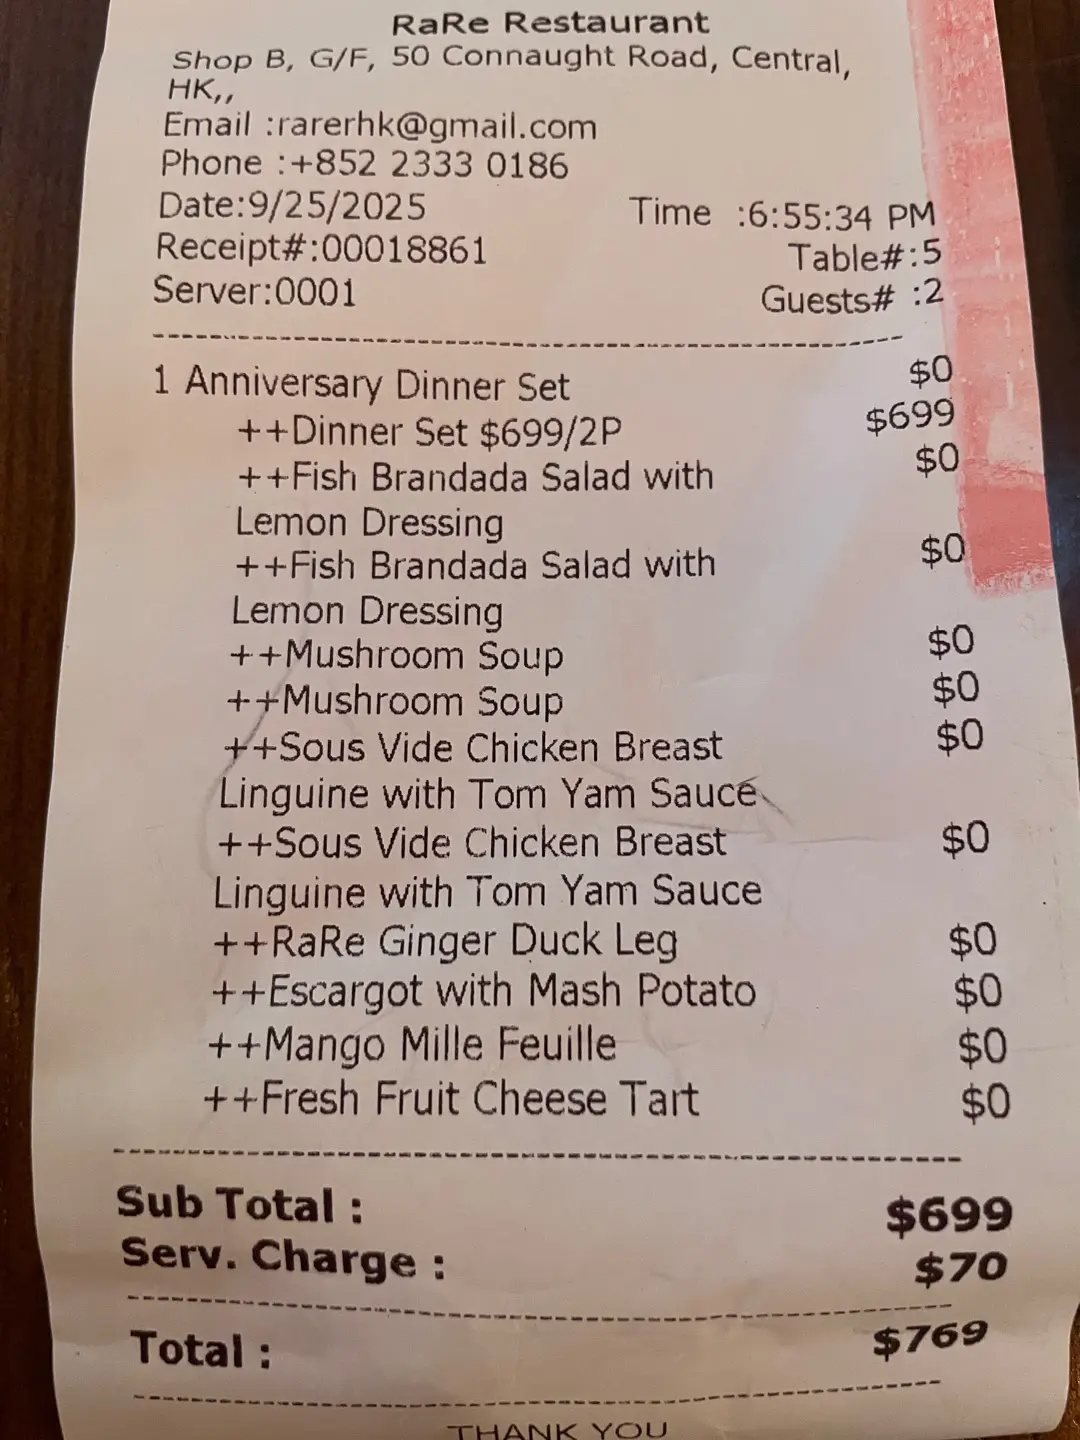 RaRe Restaurant
Shop B, G/F, 50 Connaught Road, Central,
HK,,
Email :rarerhk@gmail.com
Phone :+852 2333 0186
Date:9/25/2025 Time :6:55:34 PM
Receipt#:00018861 Table#:5
Server:0001 Guests# :2
1 Anniversary Dinner Set $0
++Dinner Set $699/2P $699
++Fish Brandada Salad with $0
Lemon Dressing
++Fish Brandada Salad with $0
Lemon Dressing
++Mushroom Soup $0
++Mushroom Soup $0
++Sous Vide Chicken Breast $0
Linguine with Tom Yam Sauce
++Sous Vide Chicken Breast $0
Linguine with Tom Yam Sauce
++RaRe Ginger Duck Leg $0
++Escargot with Mash Potato $0
++Mango Mille Feuille $0
++Fresh Fruit Cheese Tart $0
Sub Total : $699
Serv. Charge : $70
Total : $769
THANK YOU